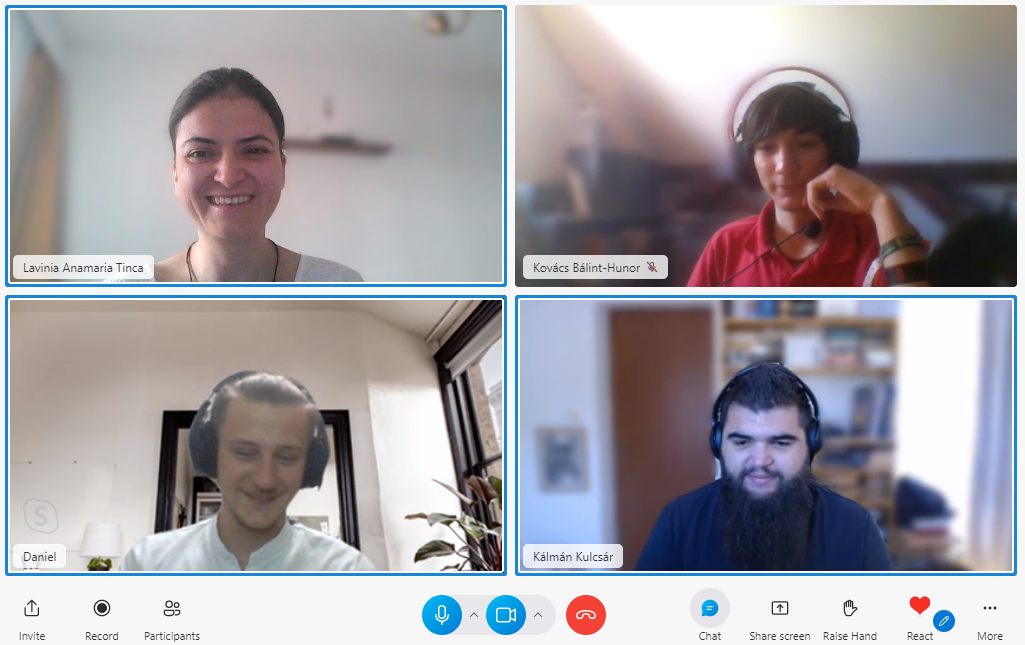 Lavinia Anamaria Tinca
Kovács Bálint-Hunor
S
Daniel
Kálmán Kulcsár
Invite
Record
Participants
Chat
Share screen
Raise Hand
React
More